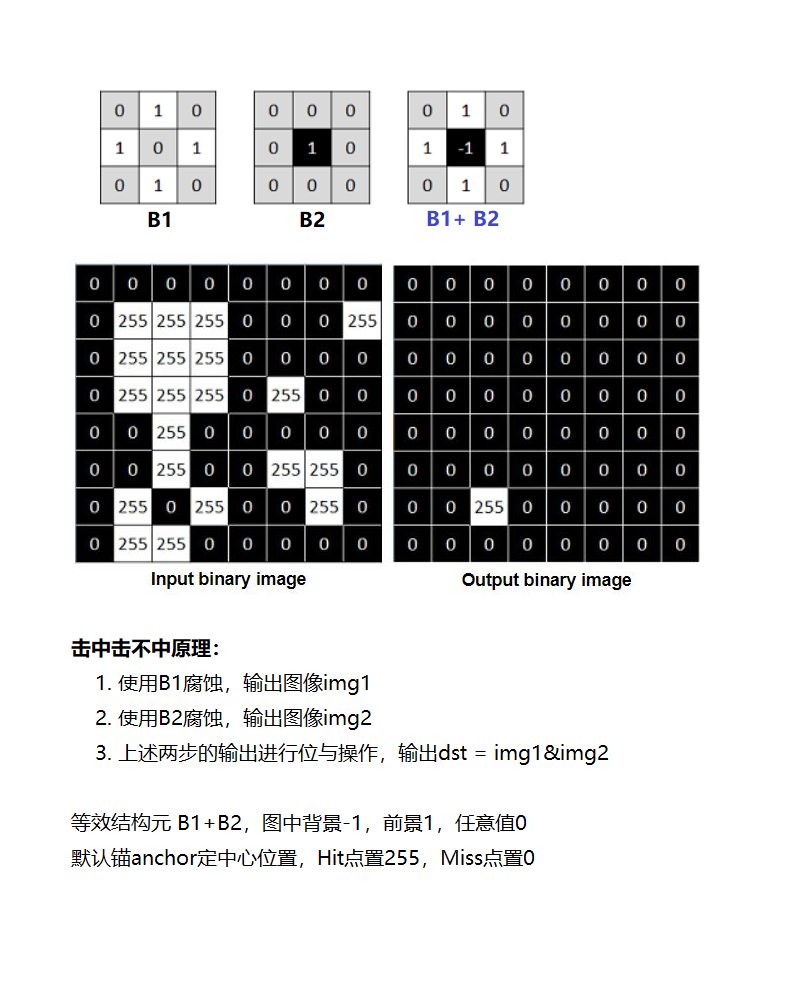 0 1 0 0 0 0 0 1 0
1 0 1 0 1 0 1 -1 1
0 1 0 0 0 0 0 1 0
B1 B2 B1+ B2
0 0 0 0 0 0 0 0 0 0 0 0 0 0 0 0
0 255 255 255 0 0 0 255 0 0 0 0 0 0 0 0
0 255 255 255 0 0 0 0 0 0 0 0 0 0 0 0
0 255 255 255 0 255 0 0 0 0 0 0 0 0 0 0
0 0 255 0 0 0 0 0 0 0 0 0 0 0 0 0
0 0 255 0 0 255 255 0 0 0 0 0 0 0 0 0
0 255 0 255 0 0 255 0 0 0 255 0 0 0 0 0
0 255 255 0 0 0 0 0 0 0 0 0 0 0 0 0
Input binary image Output binary image
击中击不中原理：
1. 使用B1腐蚀，输出图像img1
2. 使用B2腐蚀，输出图像img2
3. 上述两步的输出进行位与操作，输出dst = img1&img2
等效结构元 B1+B2，图中背景-1，前景1，任意值0
默认锚anchor定中心位置，Hit点置255，Miss点置0